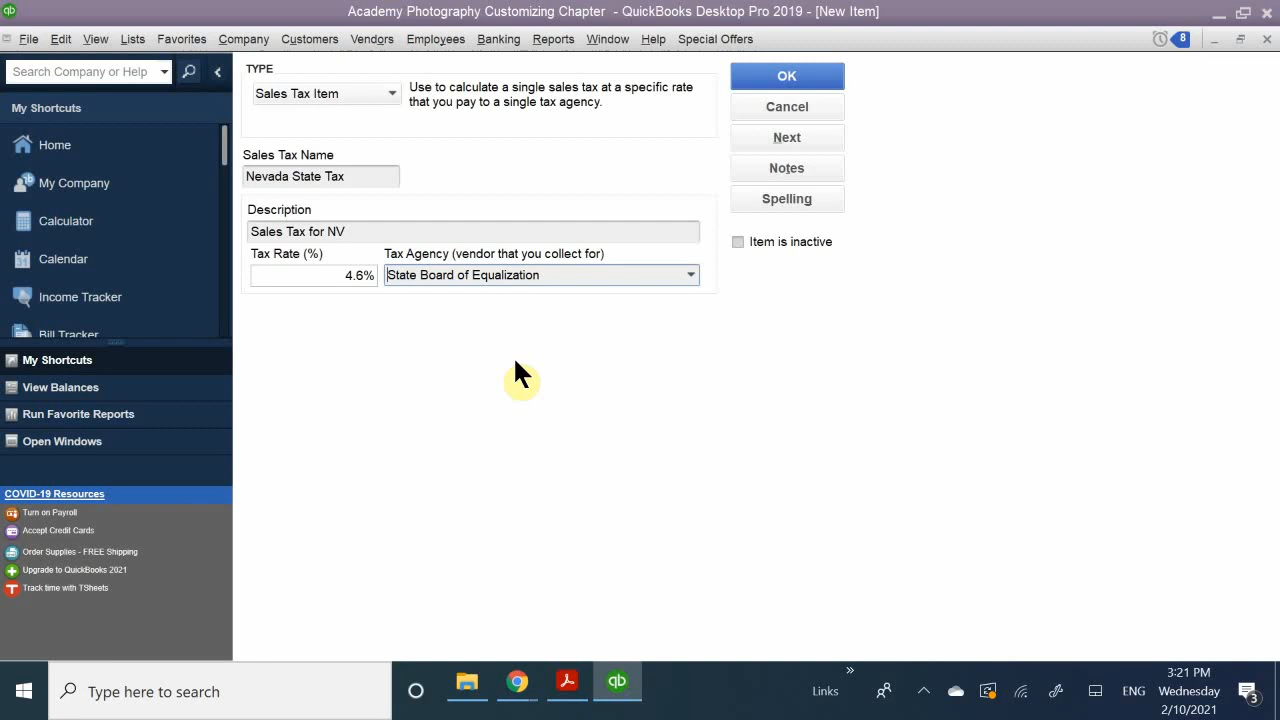 Academy Photography Customizing Chapter - QuickBooks Desktop Pro 2019 - [New Item]
File Edit View Lists Favorites Company Customers Vendors Employees Banking Reports Window Help Special Offers 8
Search Company or Help
My Shortcuts
Home
My Company
Calculator
Calendar
Income Tracker
Bill Tracker
My Shortcuts
View Balances
Run Favorite Reports
Open Windows
COVID-19 Resources
Turn on Payroll
Accept Credit Cards
Order Supplies - FREE Shipping
Upgrade to QuickBooks 2021
Track time with TSheets
TYPE
Sales Tax Item
Use to calculate a single sales tax at a specific rate
that you pay to a single tax agency.
Sales Tax Name
Nevada State Tax
Description
Sales Tax for NV
Tax Rate (%) Tax Agency (vendor that you collect for)
4.6% State Board of Equalization
OK
Cancel
Next
Notes
Spelling
Item is inactive
Type here to search
qb
Links
ENG
3:21 PM
Wednesday
2/10/2021
3